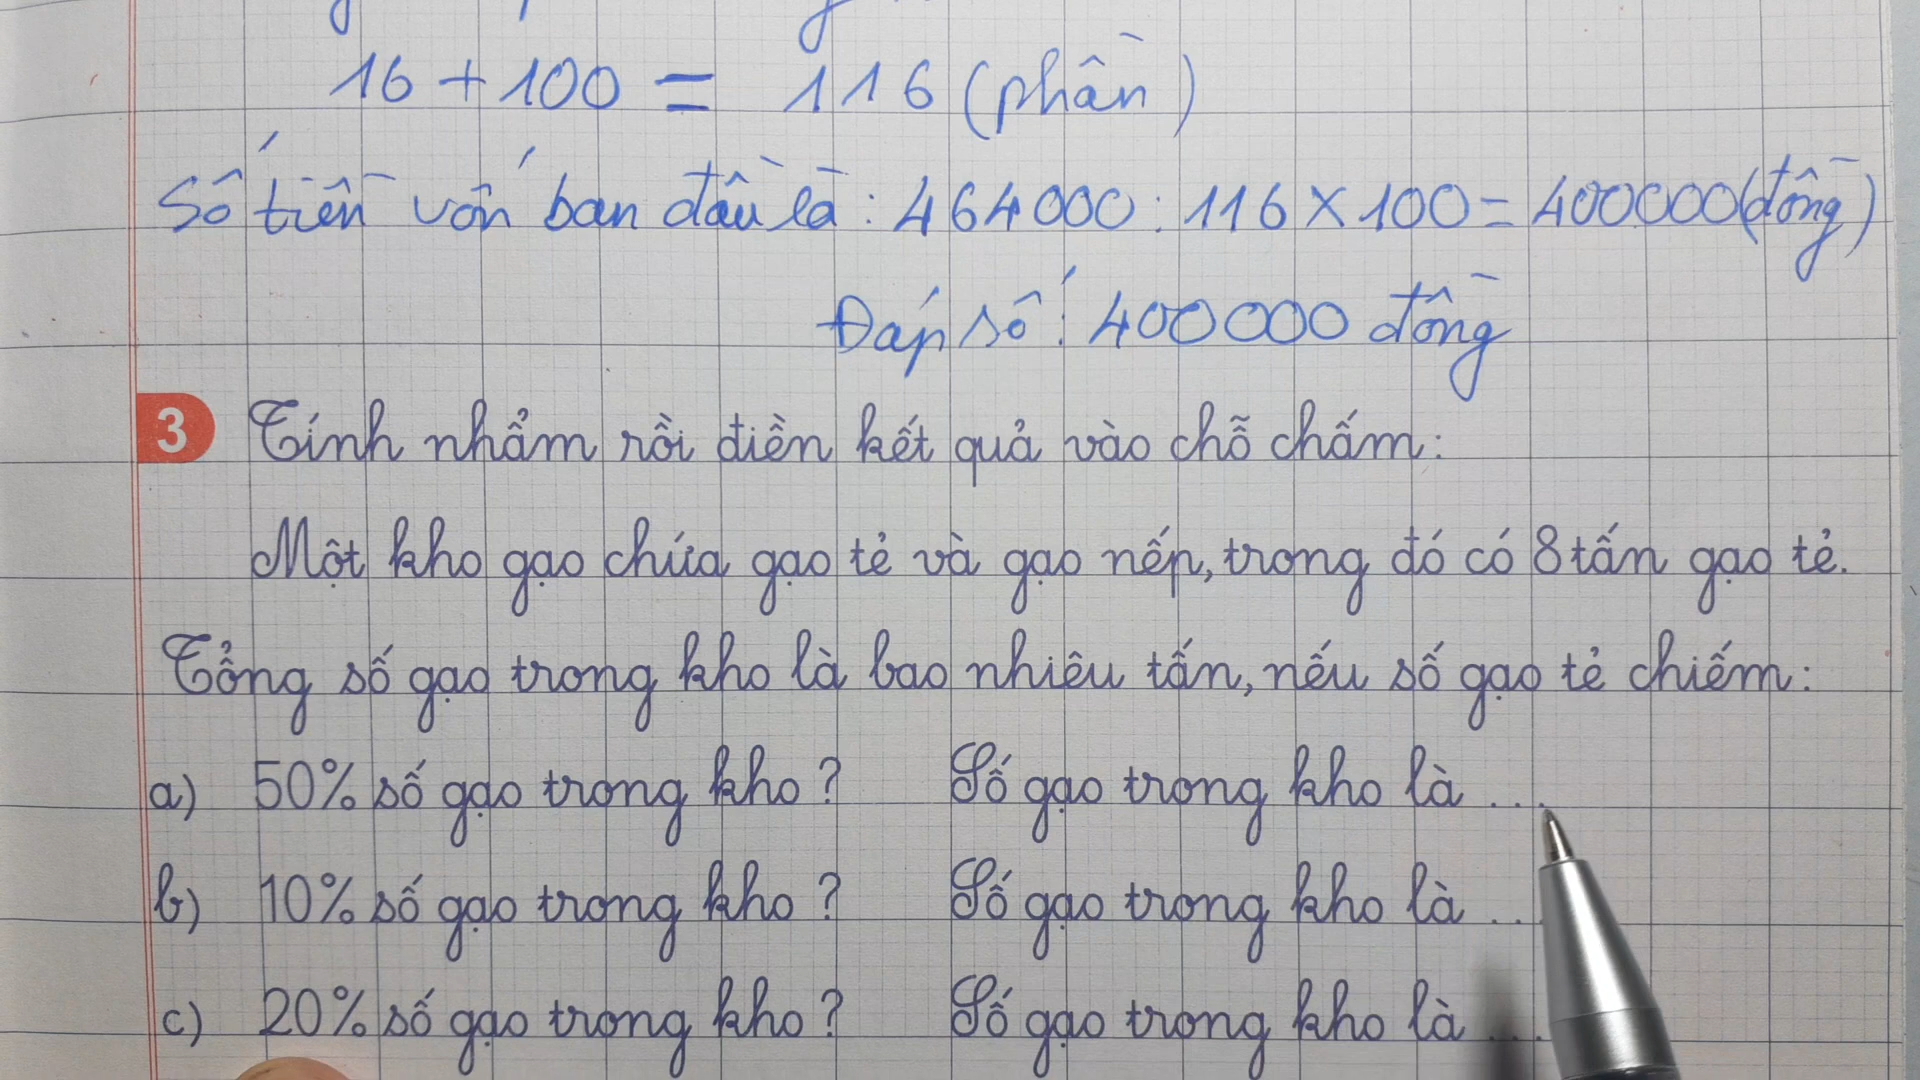 16 + 100 = 116 (phần)
Số tiền vốn ban đầu là: 464000 : 116 x 100 = 400000 (đồng)
Đáp số: 400000 đồng
3 Tính nhẩm rồi điền kết quả vào chỗ chấm:
Một kho gạo chứa gạo tẻ và gạo nếp, trong đó có 8 tấn gạo tẻ.
Tổng số gạo trong kho là bao nhiêu tấn, nếu số gạo tẻ chiếm:
a) 50% số gạo trong kho? Số gạo trong kho là ...
b) 10% số gạo trong kho? Số gạo trong kho là ...
c) 20% số gạo trong kho? Số gạo trong kho là ...